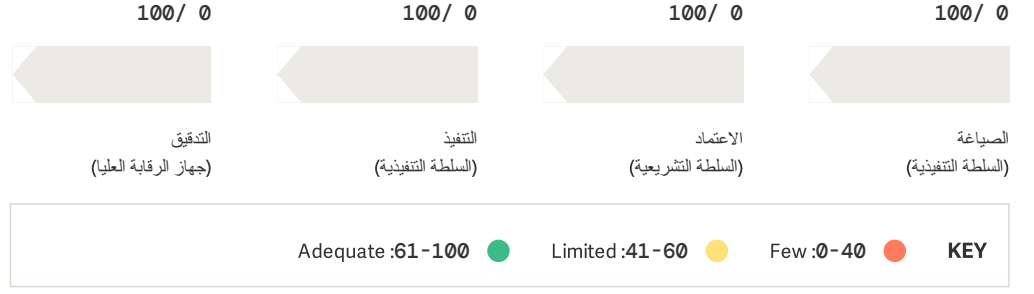 100/ 0
100/ 0
100/ 0
100/ 0
الصياغة
(السلطة التنفيذية)
الاعتماد
(السلطة التشريعية)
التنفيذ
(السلطة التنفيذية)
التدقيق
(جهاز الرقابة العليا)
KEY
Few :0-40
Limited :41-60
Adequate :61-100